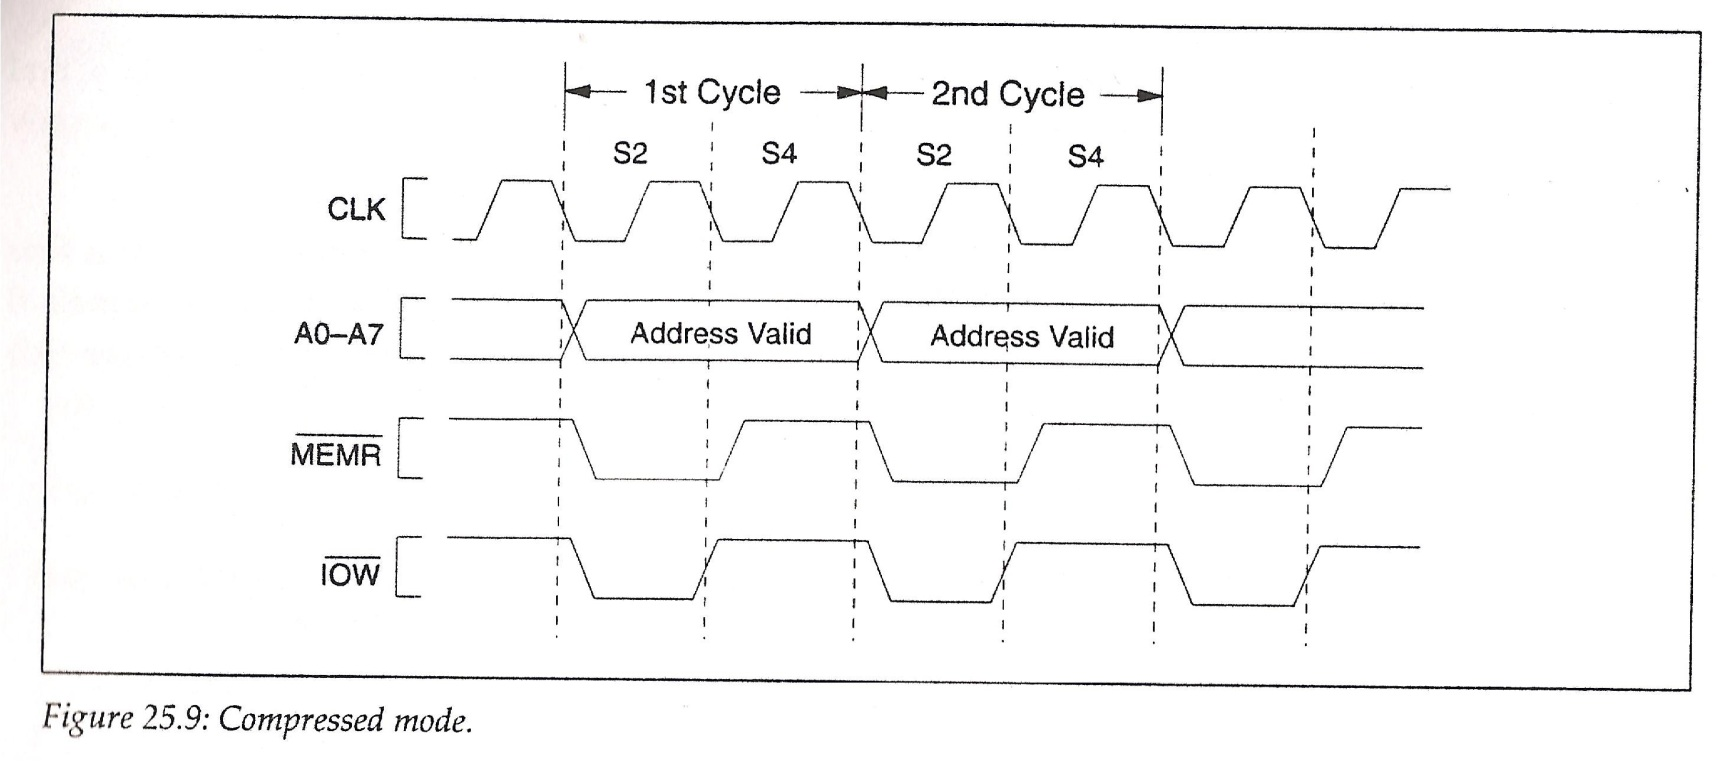 1st Cycle 2nd Cycle
S2 S4 S2 S4
CLK
A0–A7 Address Valid Address Valid
MEMR
IOW
Figure 25.9: Compressed mode.